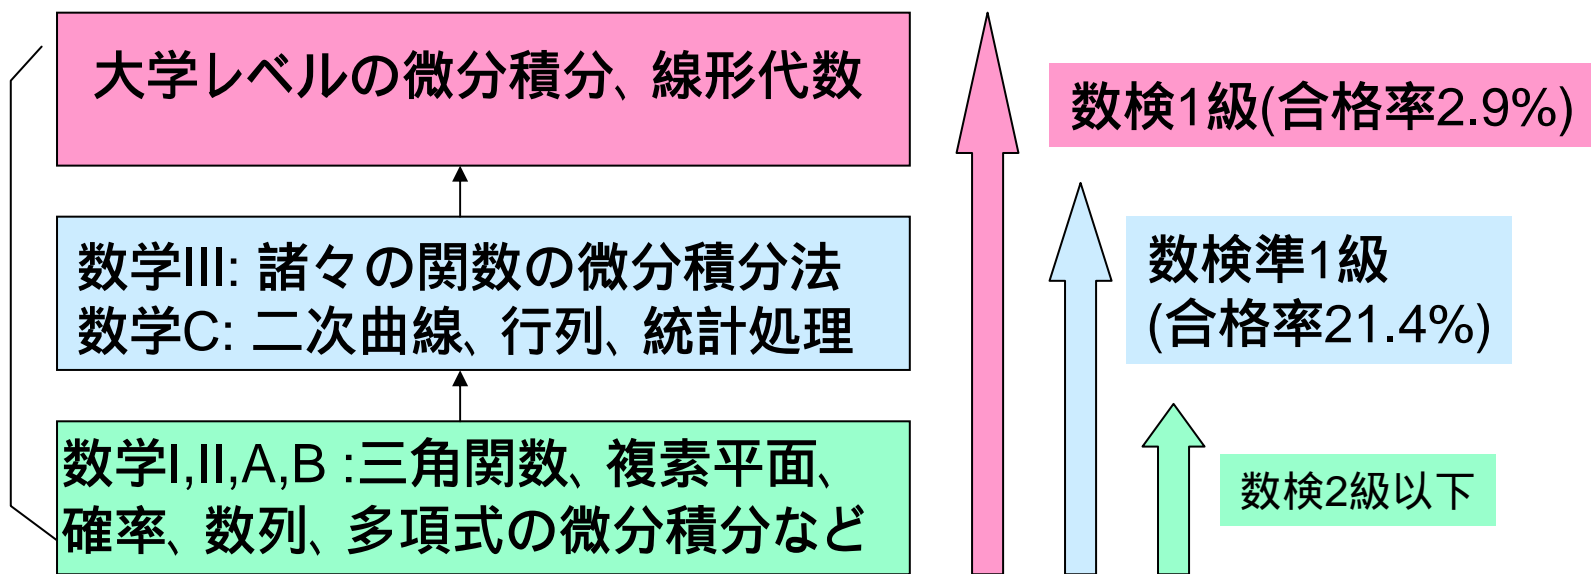 大学レベルの微分積分、線形代数
数検1級(合格率2.9%)
数学III: 諸々の関数の微分積分法
数学C: 二次曲線、行列、統計処理
数検準1級
(合格率21.4%)
数学I,II,A,B :三角関数、複素平面、
確率、数列、多項式の微分積分など
数検2級以下